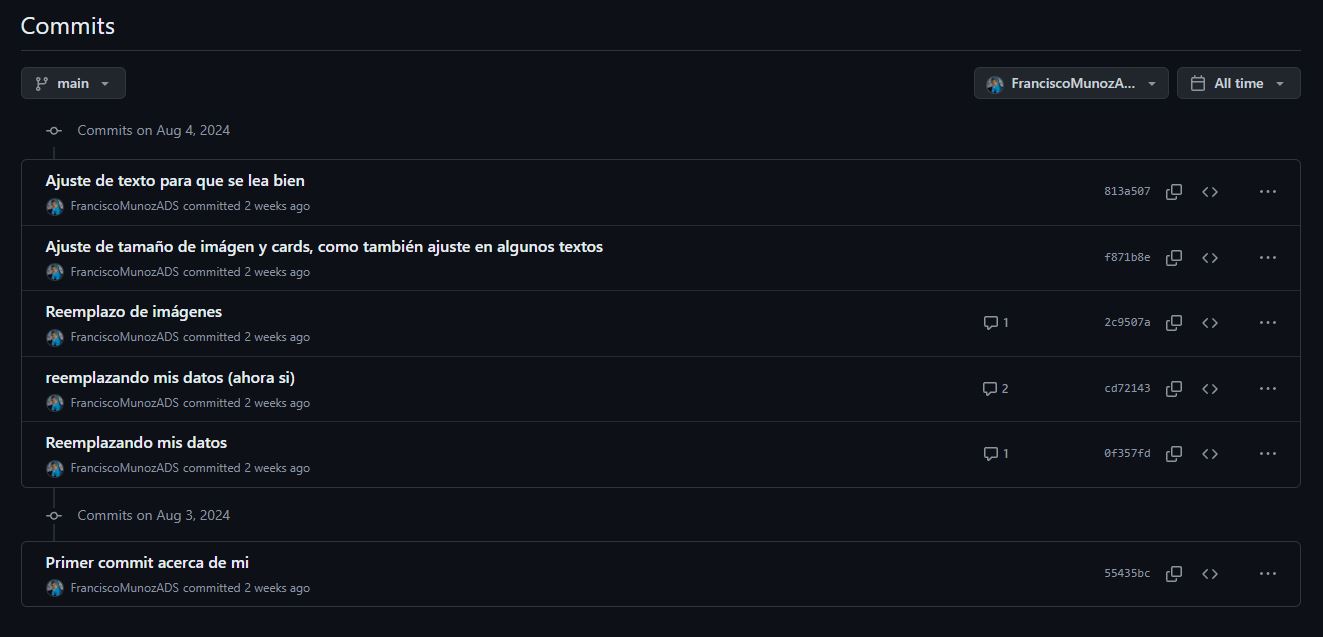 Commits
main
FranciscoMunozA...
All time
Commits on Aug 4, 2024
Ajuste de texto para que se lea bien
FranciscoMunozADS committed 2 weeks ago
813a507
Ajuste de tamaño de imágen y cards, como también ajuste en algunos textos
FranciscoMunozADS committed 2 weeks ago
f871b8e
Reemplazo de imágenes
FranciscoMunozADS committed 2 weeks ago
1
2c9507a
reemplazando mis datos (ahora si)
FranciscoMunozADS committed 2 weeks ago
2
cd72143
Reemplazando mis datos
FranciscoMunozADS committed 2 weeks ago
1
0f357fd
Commits on Aug 3, 2024
Primer commit acerca de mi
FranciscoMunozADS committed 2 weeks ago
55435bc